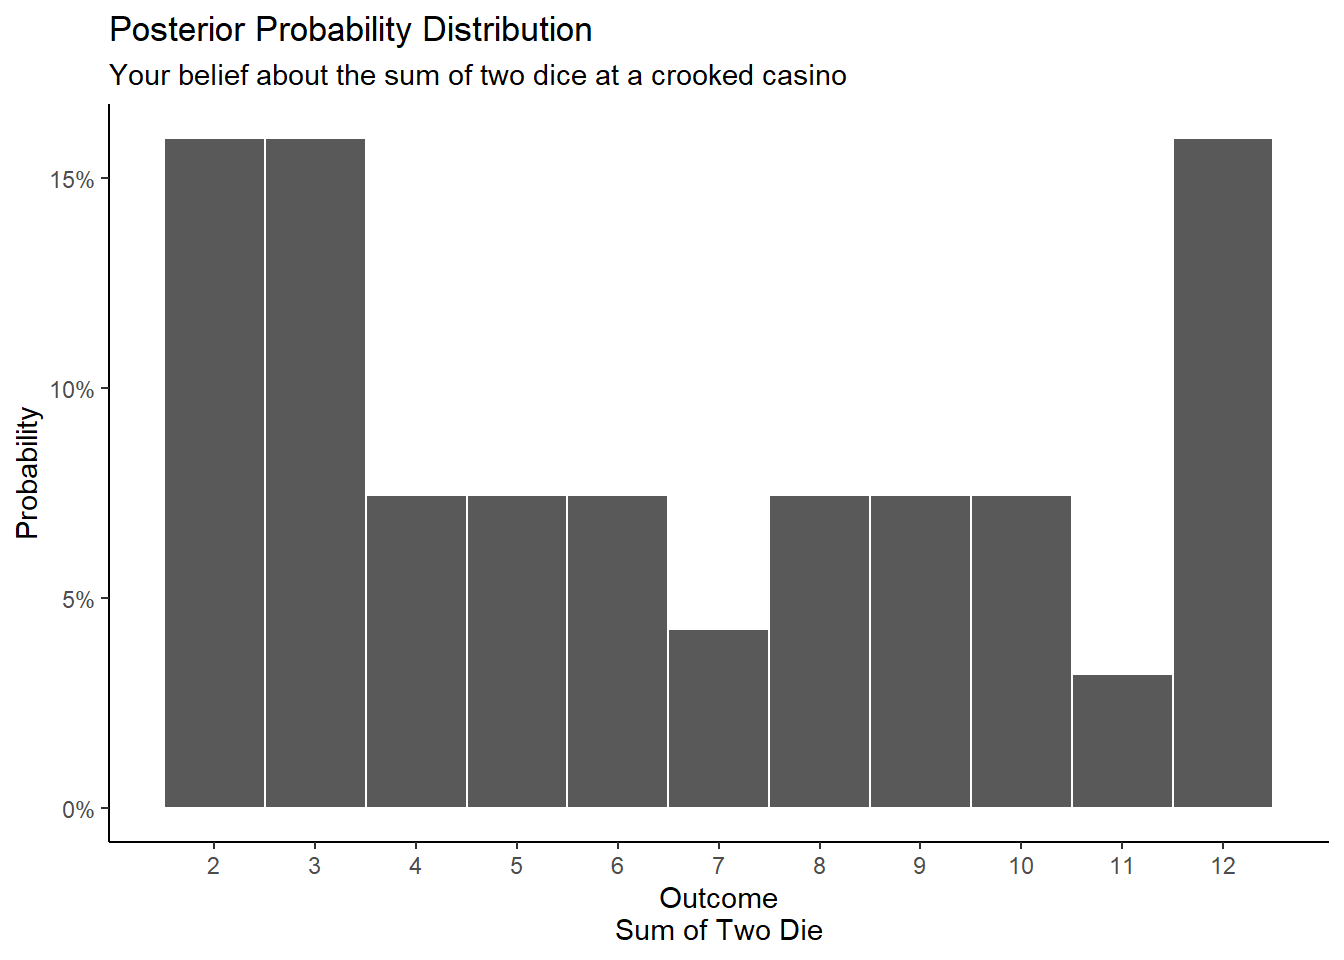 Posterior Probability Distribution
Your belief about the sum of two dice at a crooked casino
Probability
15%
10%
5%
0%
2 3 4 5 6 7 8 9 10 11 12
Outcome
Sum of Two Die